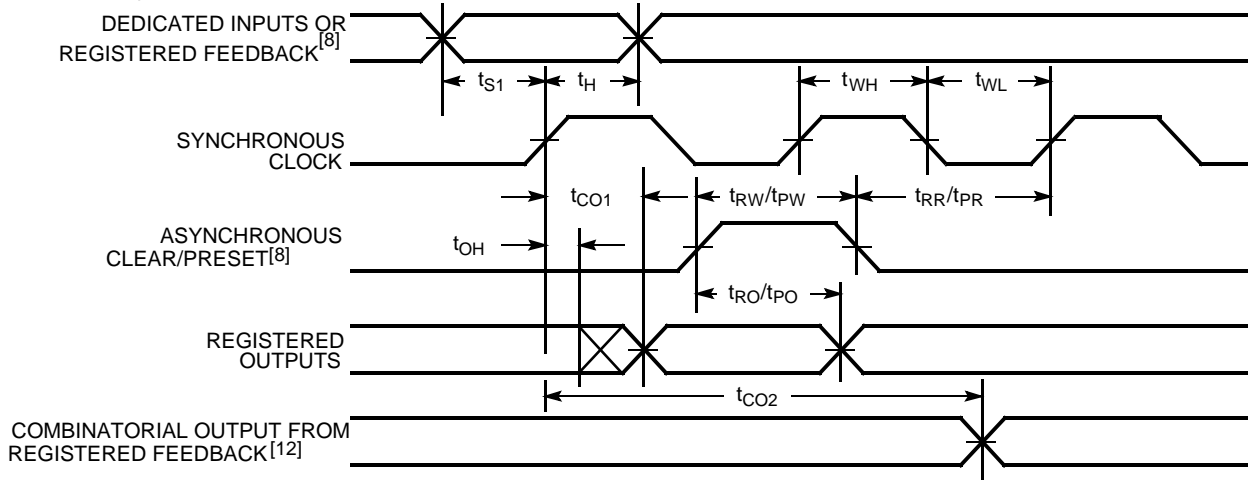 DEDICATED INPUTS OR
REGISTERED FEEDBACK[8]
tS1
tH
tWH
tWL
SYNCHRONOUS
CLOCK
tCO1
tRW/tPW
tRR/tPR
ASYNCHRONOUS
CLEAR/PRESET[8]
tOH
tRO/tPO
REGISTERED
OUTPUTS
tCO2
COMBINATORIAL OUTPUT FROM
REGISTERED FEEDBACK[12]